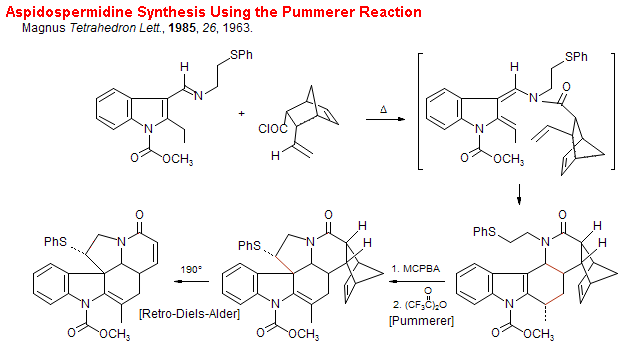 Aspidospermidine Synthesis Using the Pummerer Reaction
Magnus Tetrahedron Lett., 1985, 26, 1963.
SPh
H
N
N
O
OCH3
+
ClOC
H
Δ
H
SPh
N
O
N
O
OCH3
PhS
N
O
H
H
N
O
OCH3
1. MCPBA
O
2. (CF3C)2O
[Pummerer]
PhS
N
O
H
H
N
O
OCH3
190°
[Retro-Diels-Alder]
PhS
N
O
N
O
OCH3